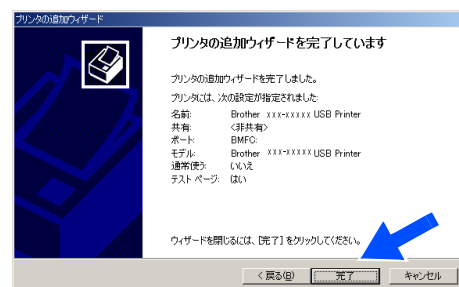 プリンタの追加ウィザード
プリンタの追加ウィザードを完了しています
プリンタの追加ウィザードを完了しました。
プリンタには、次の設定が指定されました:
名前: Brother xxx-xxxxx USB Printer
共有: <非共有>
ポート: BMFC:
モデル: Brother xxx-xxxxx USB Printer
通常使う: いいえ
テスト ページ: はい
ウィザードを閉じるには、[完了] をクリックしてください。
< 戻る(B) 完了 キャンセル